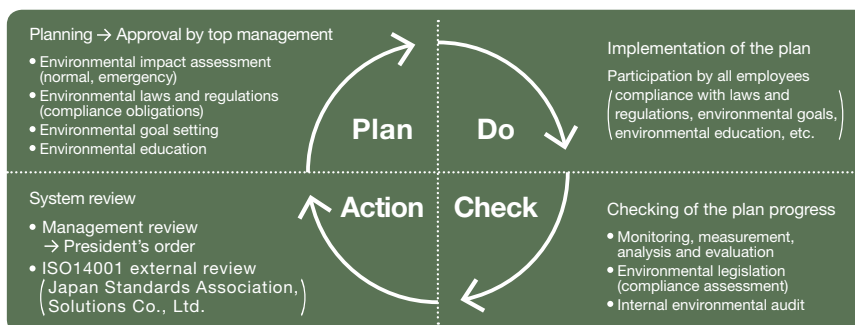 Planning → Approval by top management
• Environmental impact assessment
(normal, emergency)
• Environmental laws and regulations
(compliance obligations)
• Environmental goal setting
• Environmental education
Plan
Do
Implementation of the plan
Participation by all employees
(compliance with laws and
regulations, environmental goals,
environmental education, etc.)
System review
• Management review
→ President's order
• ISO14001 external review
(Japan Standards Association,
Solutions Co., Ltd.)
Action
Check
Checking of the plan progress
• Monitoring, measurement,
analysis and evaluation
• Environmental legislation
(compliance assessment)
• Internal environmental audit